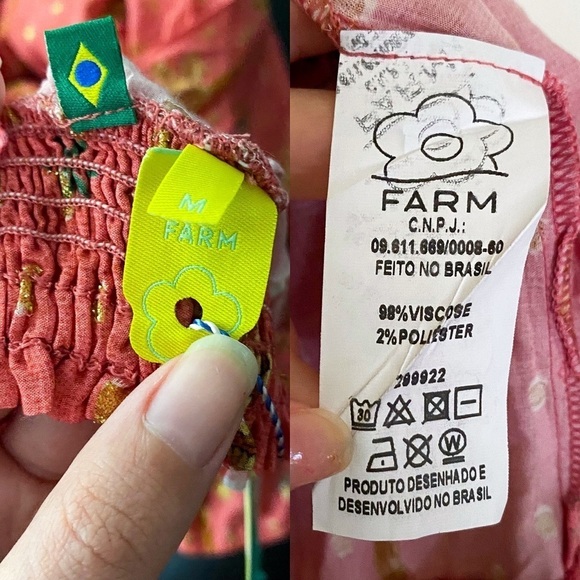 M
FARM
FARM
C.N.P.J.:
09.611.669/0008-60
FEITO NO BRASIL
98%VISCOSE
2%POLIESTER
299922
30
W
PRODUTO DESENHADO E
DESENVOLVIDO NO BRASIL